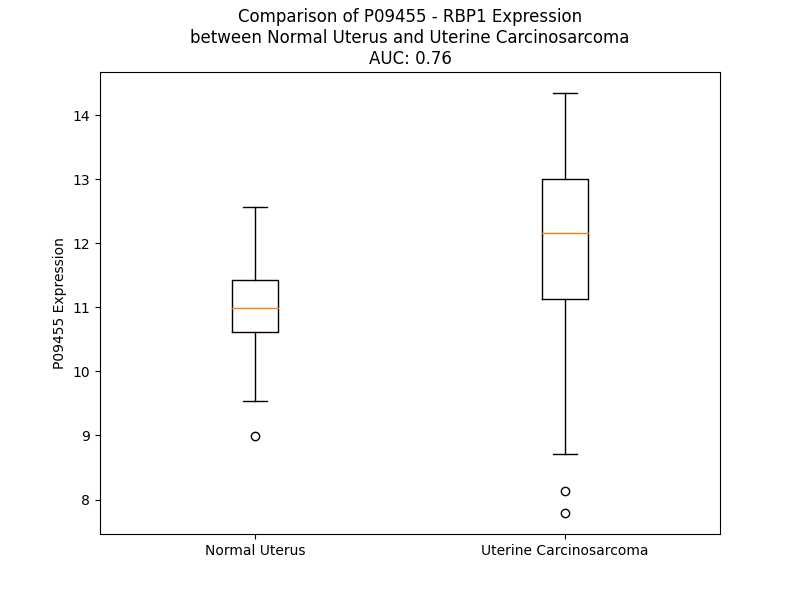 Comparison of P09455 - RBP1 Expression
between Normal Uterus and Uterine Carcinosarcoma
AUC: 0.76
14
13
12
11
10
9
8
P09455 Expression
Normal Uterus
Uterine Carcinosarcoma